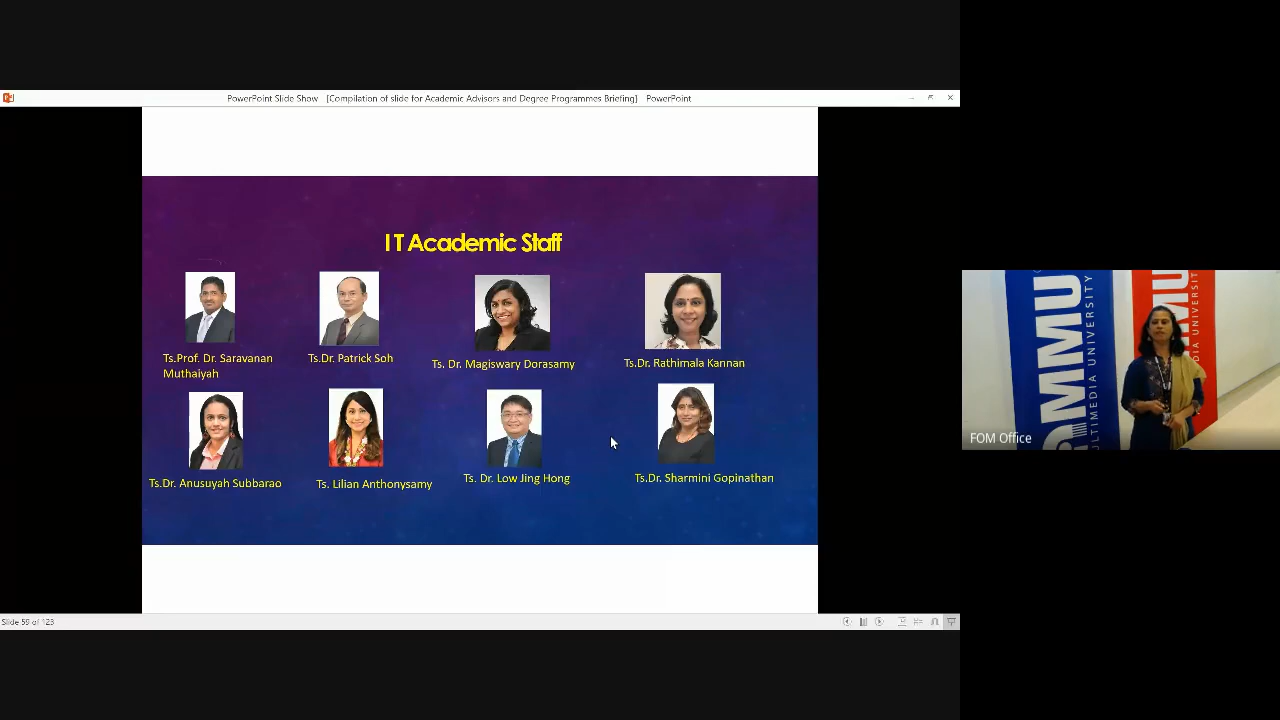 PowerPoint Slide Show - [Compilation of slide for Academic Advisors and Degree Programmes Briefing] - PowerPoint
I T Academic Staff
Ts.Prof. Dr. Saravanan
Muthaiyah
Ts.Dr. Patrick Soh
Ts. Dr. Magiswary Dorasamy
Ts.Dr. Rathimala Kannan
Ts.Dr. Anusuyah Subbarao
Ts. Lilian Anthonysamy
Ts. Dr. Low Jing Hong
Ts.Dr. Sharmini Gopinathan
Slide 59 of 123
MMU
MULTIMEDIA UNIVERSITY
MMU
MEDIA UNIVERSIT
FOM Office